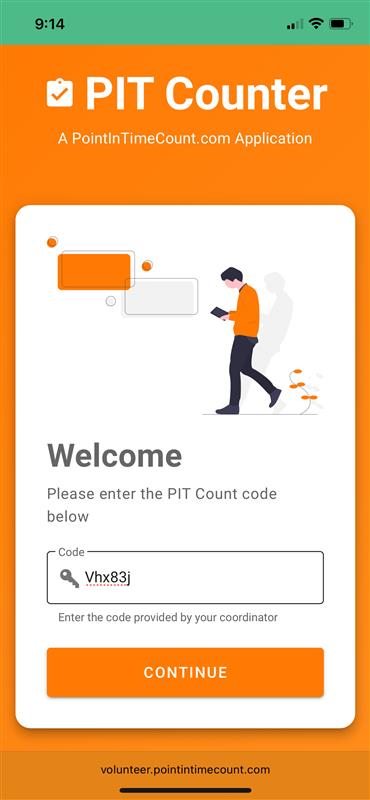 9:14
PIT Counter
A PointInTimeCount.com Application
Welcome
Please enter the PIT Count code
below
Code
Vhx83j
Enter the code provided by your coordinator
CONTINUE
volunteer.pointintimecount.com